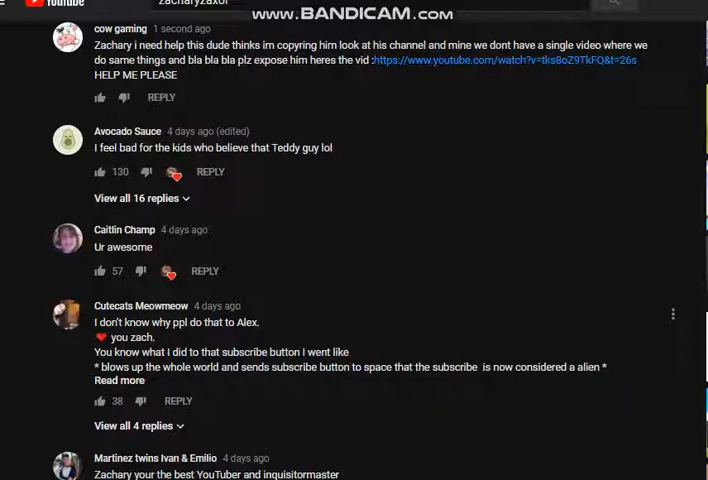 YouTube
zacharyzaxor
WWW.BANDICAM.COM
cow gaming 1 second ago
Zachary i need help this dude thinks im copyring him look at his channel and mine we dont have a single video where we
do same things and bla bla bla plz expose him heres the vid :https://www.youtube.com/watch?v=tks8oZ9TkFQ&t=26s
HELP ME PLEASE
REPLY
Avocado Sauce 4 days ago (edited)
I feel bad for the kids who believe that Teddy guy lol
130 REPLY
View all 16 replies
Caitlin Champ 4 days ago
Ur awesome
57 REPLY
Cutecats Meowmeow 4 days ago
I don't know why ppl do that to Alex.
you zach.
You know what I did to that subscribe button I went like
* blows up the whole world and sends subscribe button to space that the subscribe is now considered a alien *
Read more
38 REPLY
View all 4 replies
Martinez twins Ivan & Emilio 4 days ago
Zachary your the best YouTuber and inquisitormaster